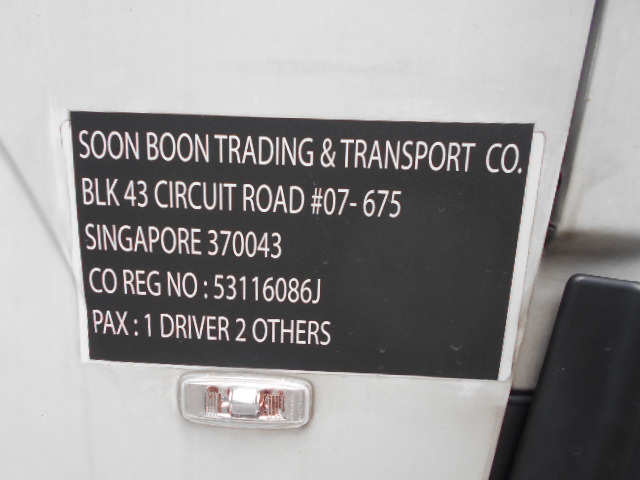 SOON BOON TRADING & TRANSPORT CO.
BLK 43 CIRCUIT ROAD #07- 675
SINGAPORE 370043
CO REG NO : 53116086J
PAX : 1 DRIVER 2 OTHERS